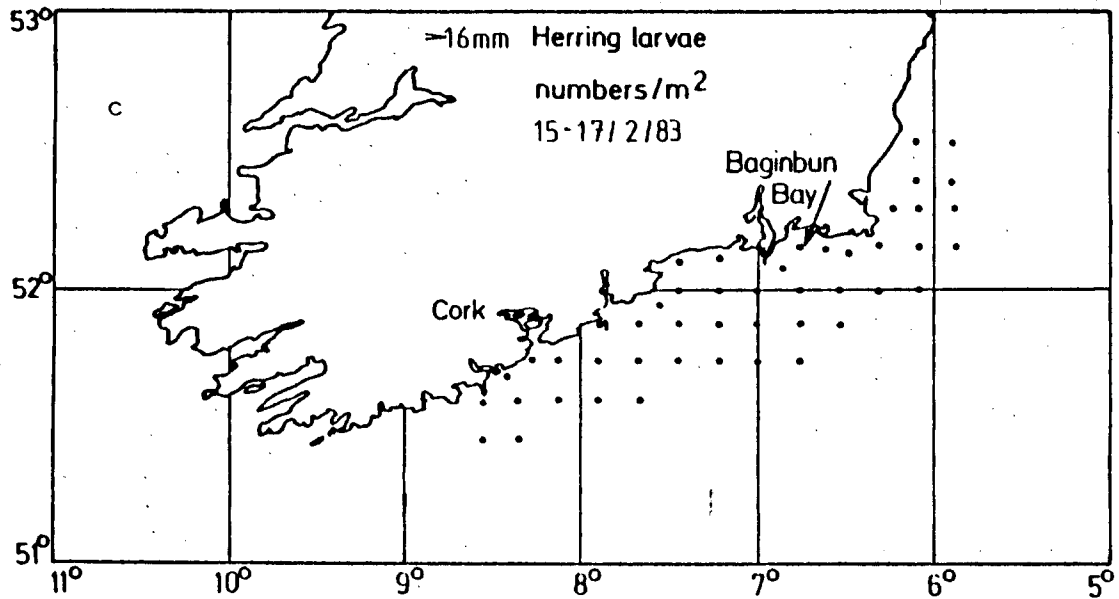 53°
>16mm Herring larvae
numbers/m²
15-17/2/83
c
Baginbun
Bay
52°
Cork
51°
11°
10°
9°
8°
7°
6°
5°